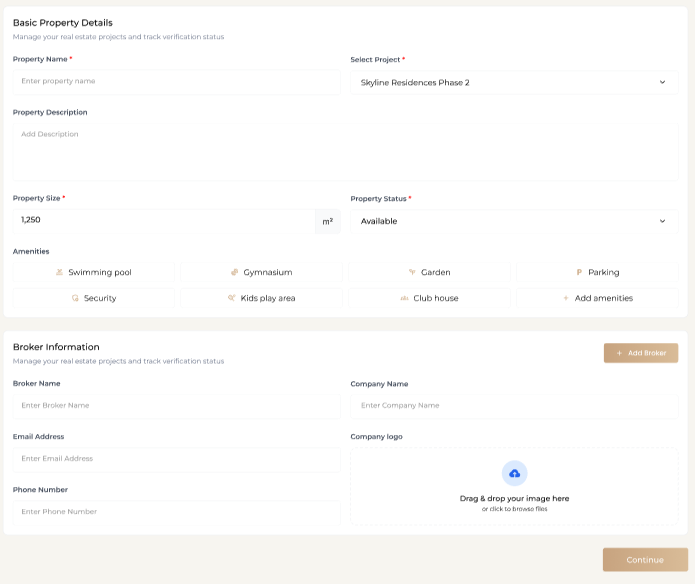 Basic Property Details
Manage your real estate projects and track verification status
Property Name *
Select Project *
Enter property name
Skyline Residences Phase 2
Property Description
Add Description
Property Size *
Property Status *
1,250
m²
Available
Amenities
Swimming pool
Gymnasium
Garden
Parking
Security
Kids play area
Club house
+ Add amenities
Broker Information
Manage your real estate projects and track verification status
+ Add Broker
Broker Name
Company Name
Enter Broker Name
Enter Company Name
Email Address
Company logo
Enter Email Address
Drag & drop your image here
or click to browse files
Phone Number
Enter Phone Number
Continue